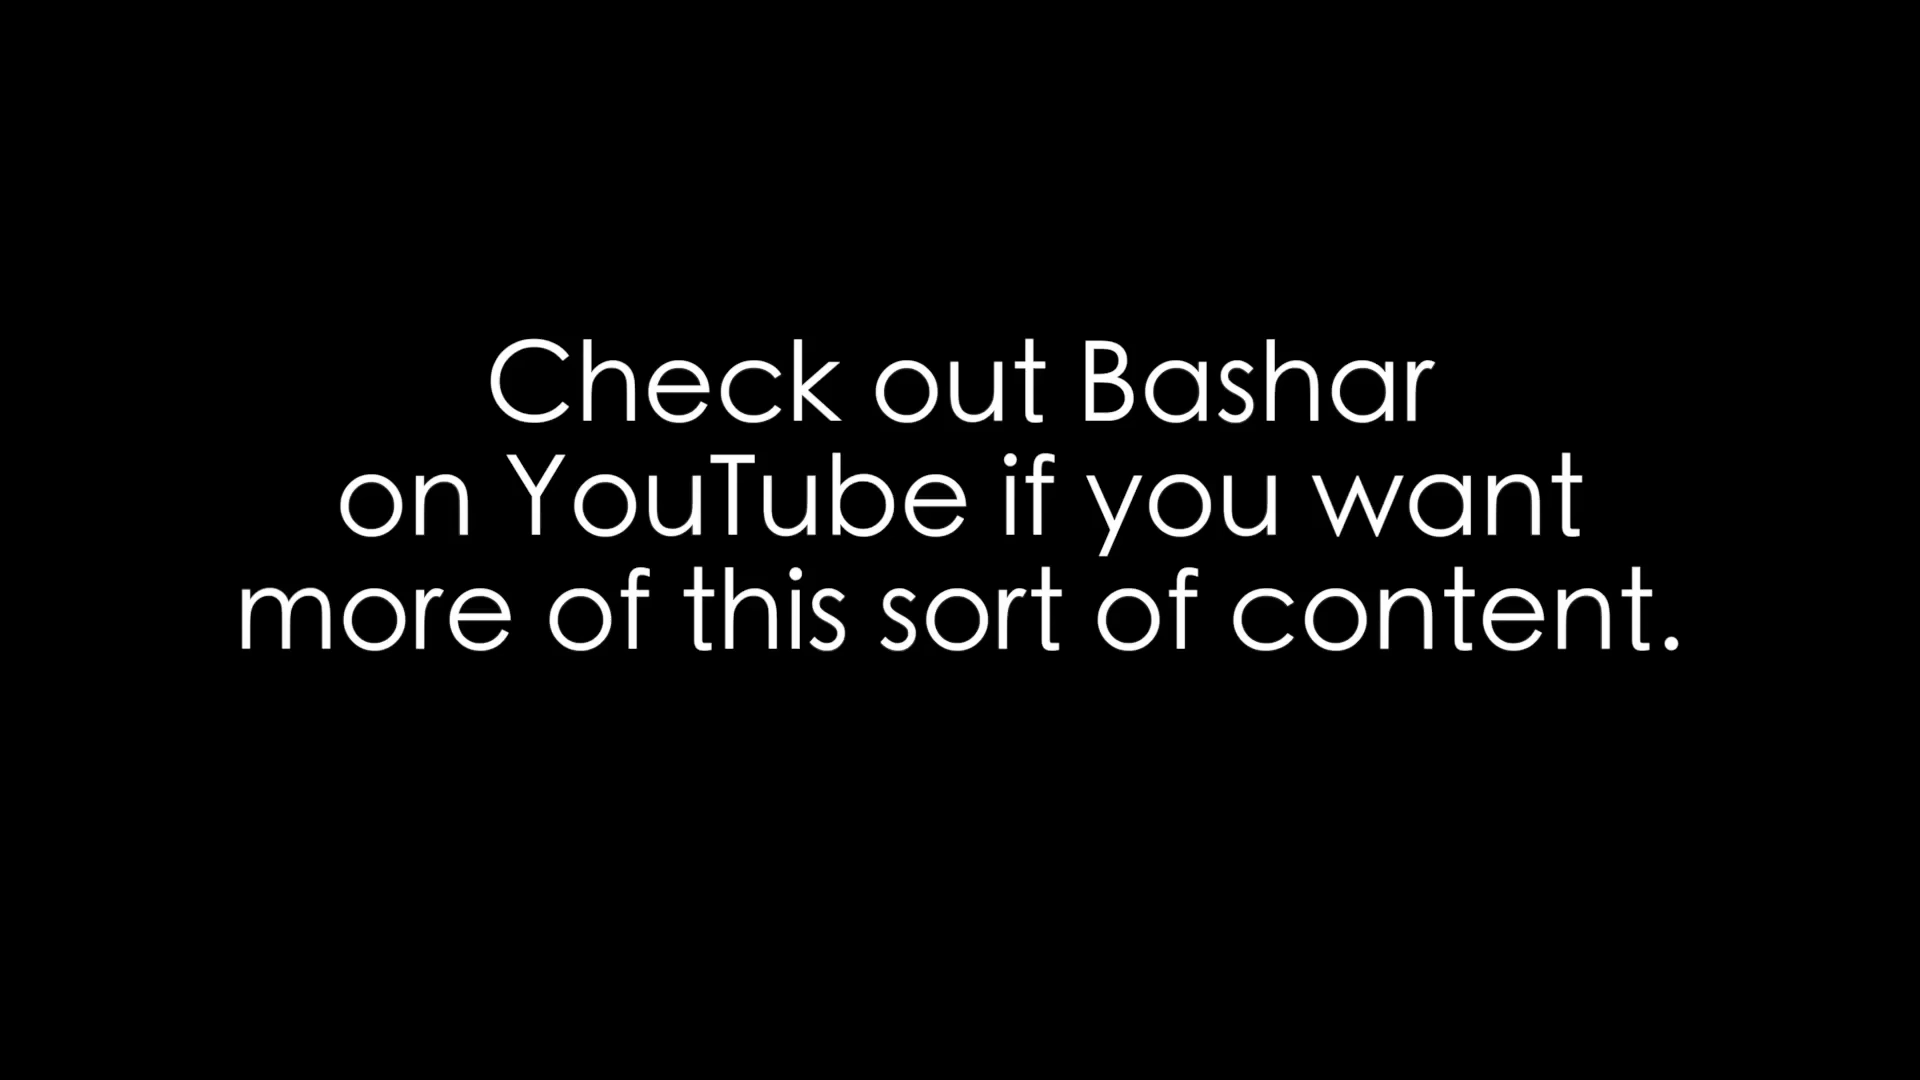 Check out Bashar
on YouTube if you want
more of this sort of content.